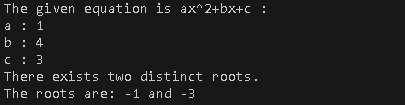 The given equation is ax^2+bx+c :
a : 1
b : 4
c : 3
There exists two distinct roots.
The roots are: -1 and -3